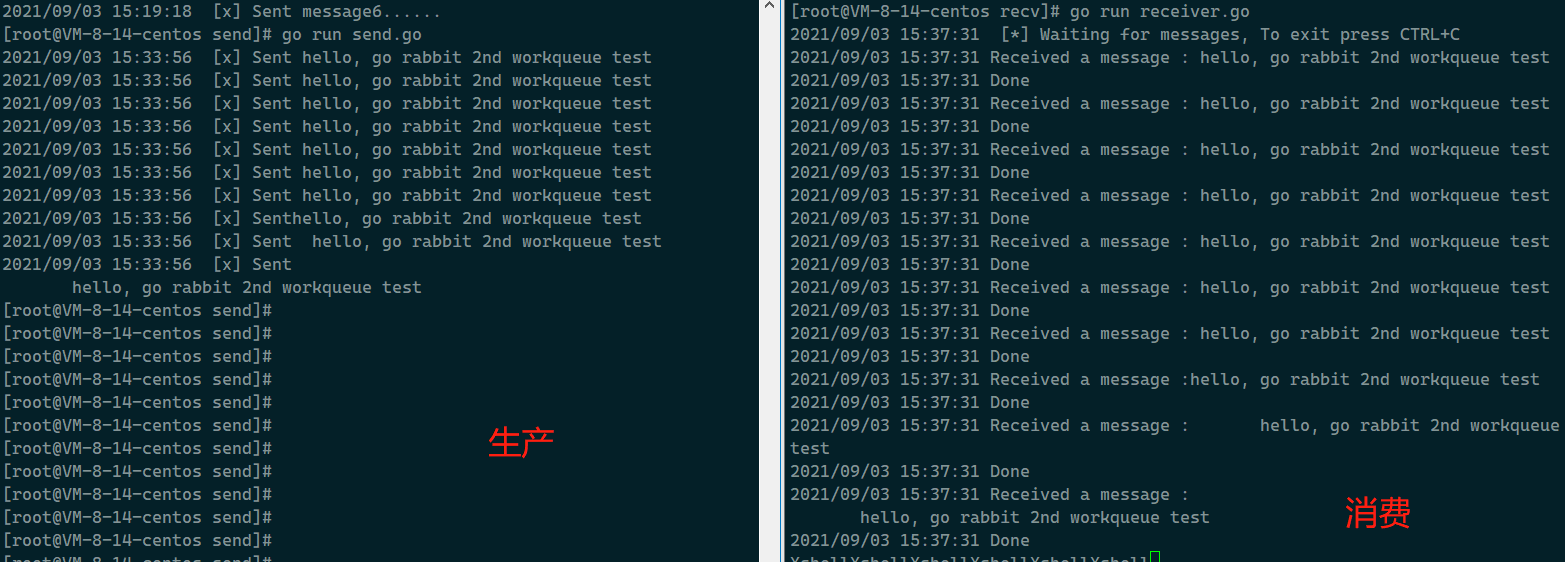 2021/09/03 15:19:18  [x] Sent message6......
[root@VM-8-14-centos send]# go run send.go
2021/09/03 15:33:56  [x] Sent hello, go rabbit 2nd workqueue test
2021/09/03 15:33:56  [x] Sent hello, go rabbit 2nd workqueue test
2021/09/03 15:33:56  [x] Sent hello, go rabbit 2nd workqueue test
2021/09/03 15:33:56  [x] Sent hello, go rabbit 2nd workqueue test
2021/09/03 15:33:56  [x] Sent hello, go rabbit 2nd workqueue test
2021/09/03 15:33:56  [x] Sent hello, go rabbit 2nd workqueue test
2021/09/03 15:33:56  [x] Sent hello, go rabbit 2nd workqueue test
2021/09/03 15:33:56  [x] Senthello, go rabbit 2nd workqueue test
2021/09/03 15:33:56  [x] Sent  hello, go rabbit 2nd workqueue test
2021/09/03 15:33:56  [x] Sent
       hello, go rabbit 2nd workqueue test
[root@VM-8-14-centos send]#
[root@VM-8-14-centos send]#
[root@VM-8-14-centos send]#
[root@VM-8-14-centos send]#
[root@VM-8-14-centos send]#
[root@VM-8-14-centos send]#
[root@VM-8-14-centos send]#
[root@VM-8-14-centos send]#
[root@VM-8-14-centos send]#
[root@VM-8-14-centos send]#
[root@VM-8-14-centos send]#
[root@VM-8-14-centos send]#
生产
[root@VM-8-14-centos recv]# go run receiver.go
2021/09/03 15:37:31  [*] Waiting for messages, To exit press CTRL+C
2021/09/03 15:37:31 Received a message : hello, go rabbit 2nd workqueue test
2021/09/03 15:37:31 Done
2021/09/03 15:37:31 Received a message : hello, go rabbit 2nd workqueue test
2021/09/03 15:37:31 Done
2021/09/03 15:37:31 Received a message : hello, go rabbit 2nd workqueue test
2021/09/03 15:37:31 Done
2021/09/03 15:37:31 Received a message : hello, go rabbit 2nd workqueue test
2021/09/03 15:37:31 Done
2021/09/03 15:37:31 Received a message : hello, go rabbit 2nd workqueue test
2021/09/03 15:37:31 Done
2021/09/03 15:37:31 Received a message : hello, go rabbit 2nd workqueue test
2021/09/03 15:37:31 Done
2021/09/03 15:37:31 Received a message : hello, go rabbit 2nd workqueue test
2021/09/03 15:37:31 Done
2021/09/03 15:37:31 Received a message :hello, go rabbit 2nd workqueue test
2021/09/03 15:37:31 Done
2021/09/03 15:37:31 Received a message :       hello, go rabbit 2nd workqueue
test
2021/09/03 15:37:31 Done
2021/09/03 15:37:31 Received a message :
       hello, go rabbit 2nd workqueue test
2021/09/03 15:37:31 Done
XshellXshellXshellXshellXshellXshell
消费